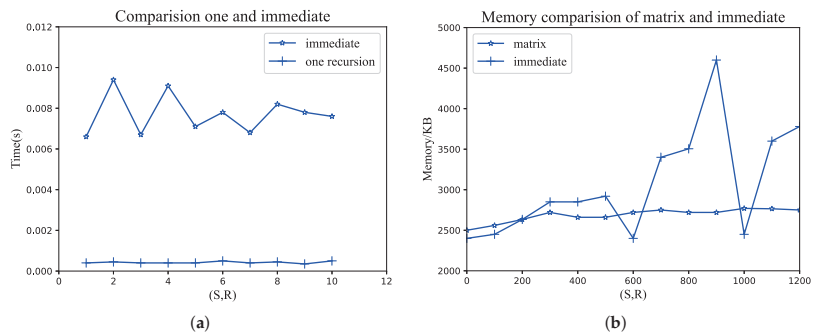 Comparision one and immediate
immediate
one recursion
0.012
0.010
0.008
0.006
0.004
0.002
0.000
Time(s)
0 2 4 6 8 10 12
(S,R)
(a)
Memory comparision of matrix and immediate
matrix
immediate
5000
4500
4000
3500
3000
2500
2000
Memory/KB
0 200 400 600 800 1000 1200
(S,R)
(b)